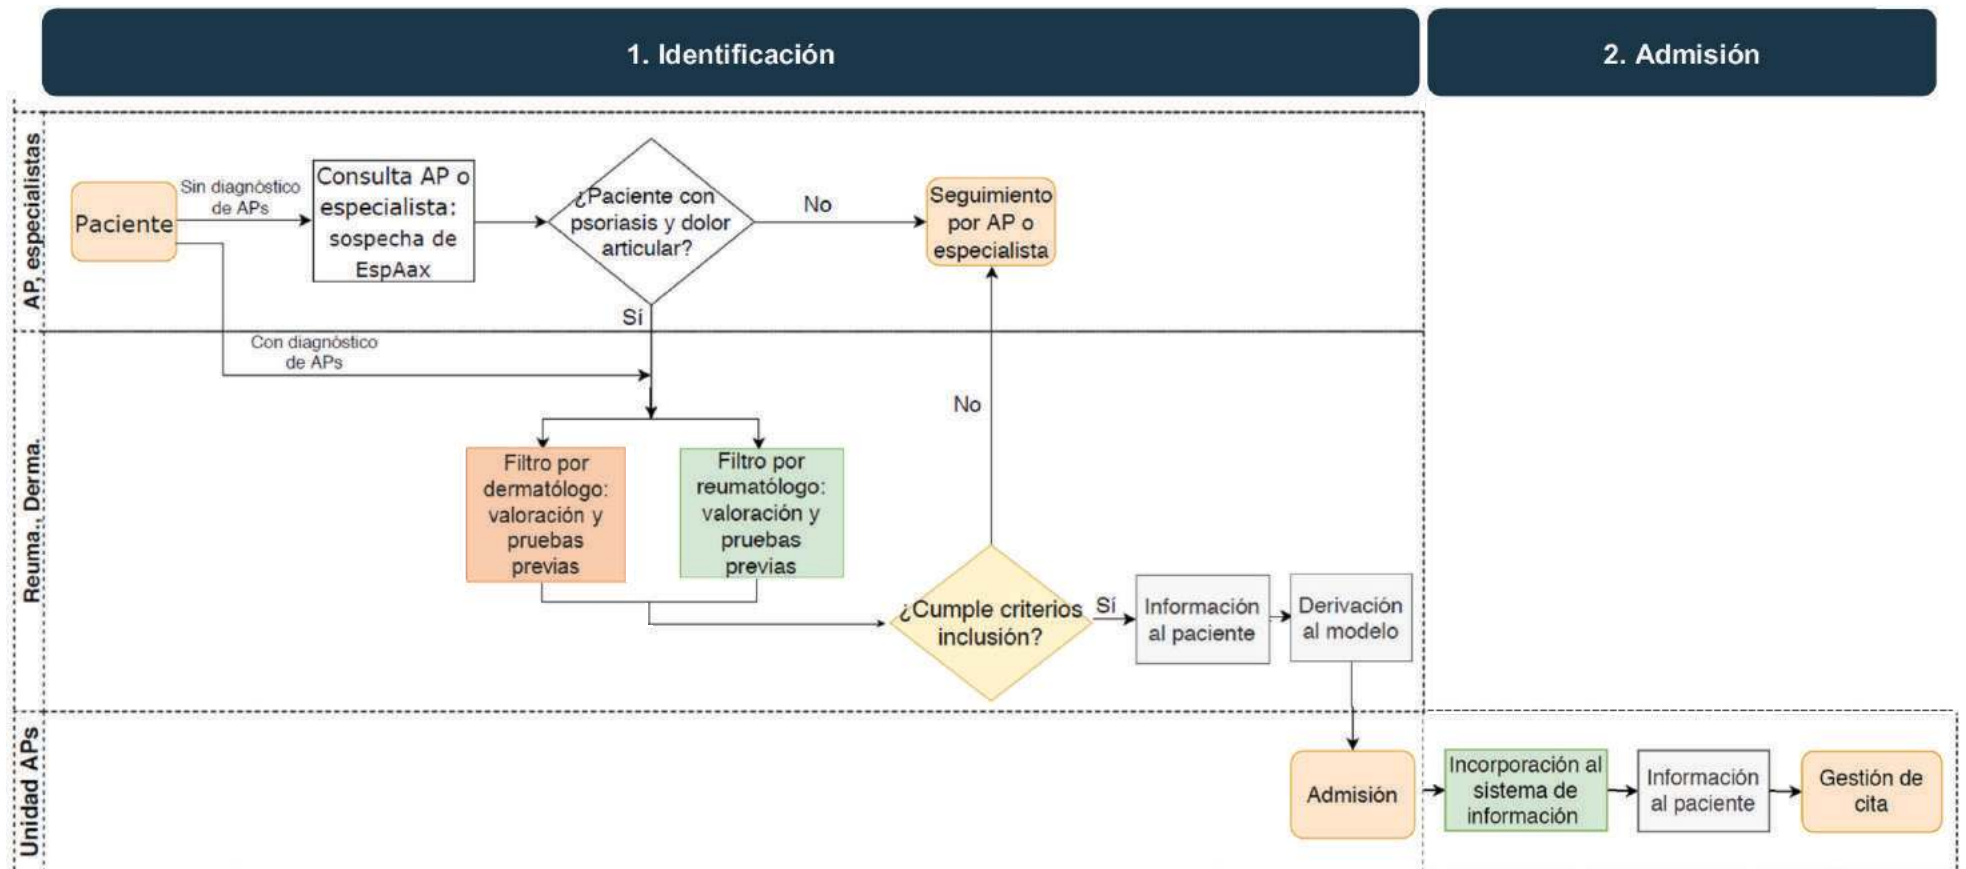 1. Identificación
2. Admisión
AP, especialistas
Paciente
Sin diagnóstico
de APs
Consulta AP o
especialista:
sospecha de
EspAax
¿Paciente con
psoriasis y dolor
articular?
No
Seguimiento
por AP o
especialista
Sí
Reuma., Derma.
Con diagnóstico
de APs
No
Filtro por
dermatólogo:
valoración y
pruebas
previas
Filtro por
reumatólogo:
valoración y
pruebas
previas
¿Cumple criterios
inclusión?
Sí
Información
al paciente
Derivación
al modelo
Unidad APs
Admisión
Incorporación al
sistema de
información
Información
al paciente
Gestión de
cita